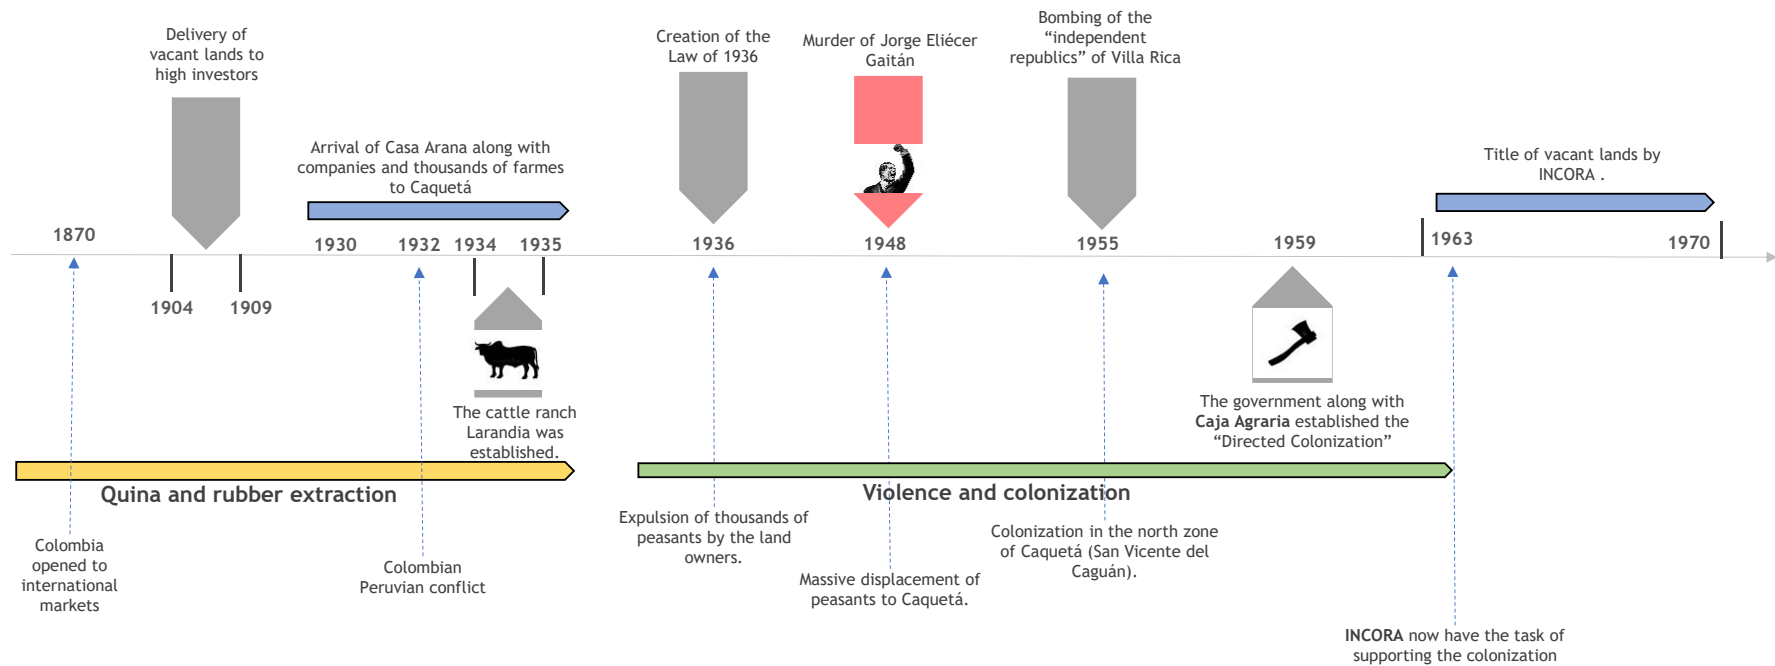 Delivery of
vacant lands to
high investors
Creation of the
Law of 1936
Murder of Jorge Eliécer
Gaitán
Bombing of the
“independent
republics” of Villa Rica
Arrival of Casa Arana along with
companies and thousands of farmes
to Caquetá
Title of vacant lands by
INCORA .
1870
1930
1932
1934
1935
1936
1948
1955
1959
1963
1970
1904
1909
The cattle ranch
Larandia was
established.
The government along with
Caja Agraria established the
“Directed Colonization”
Quina and rubber extraction
Violence and colonization
Colombia
opened to
international
markets
Colombian
Peruvian conflict
Expulsion of thousands of
peasants by the land
owners.
Massive displacement of
peasants to Caquetá.
Colonization in the north zone
of Caquetá (San Vicente del
Caguán).
INCORA now have the task of
supporting the colonization